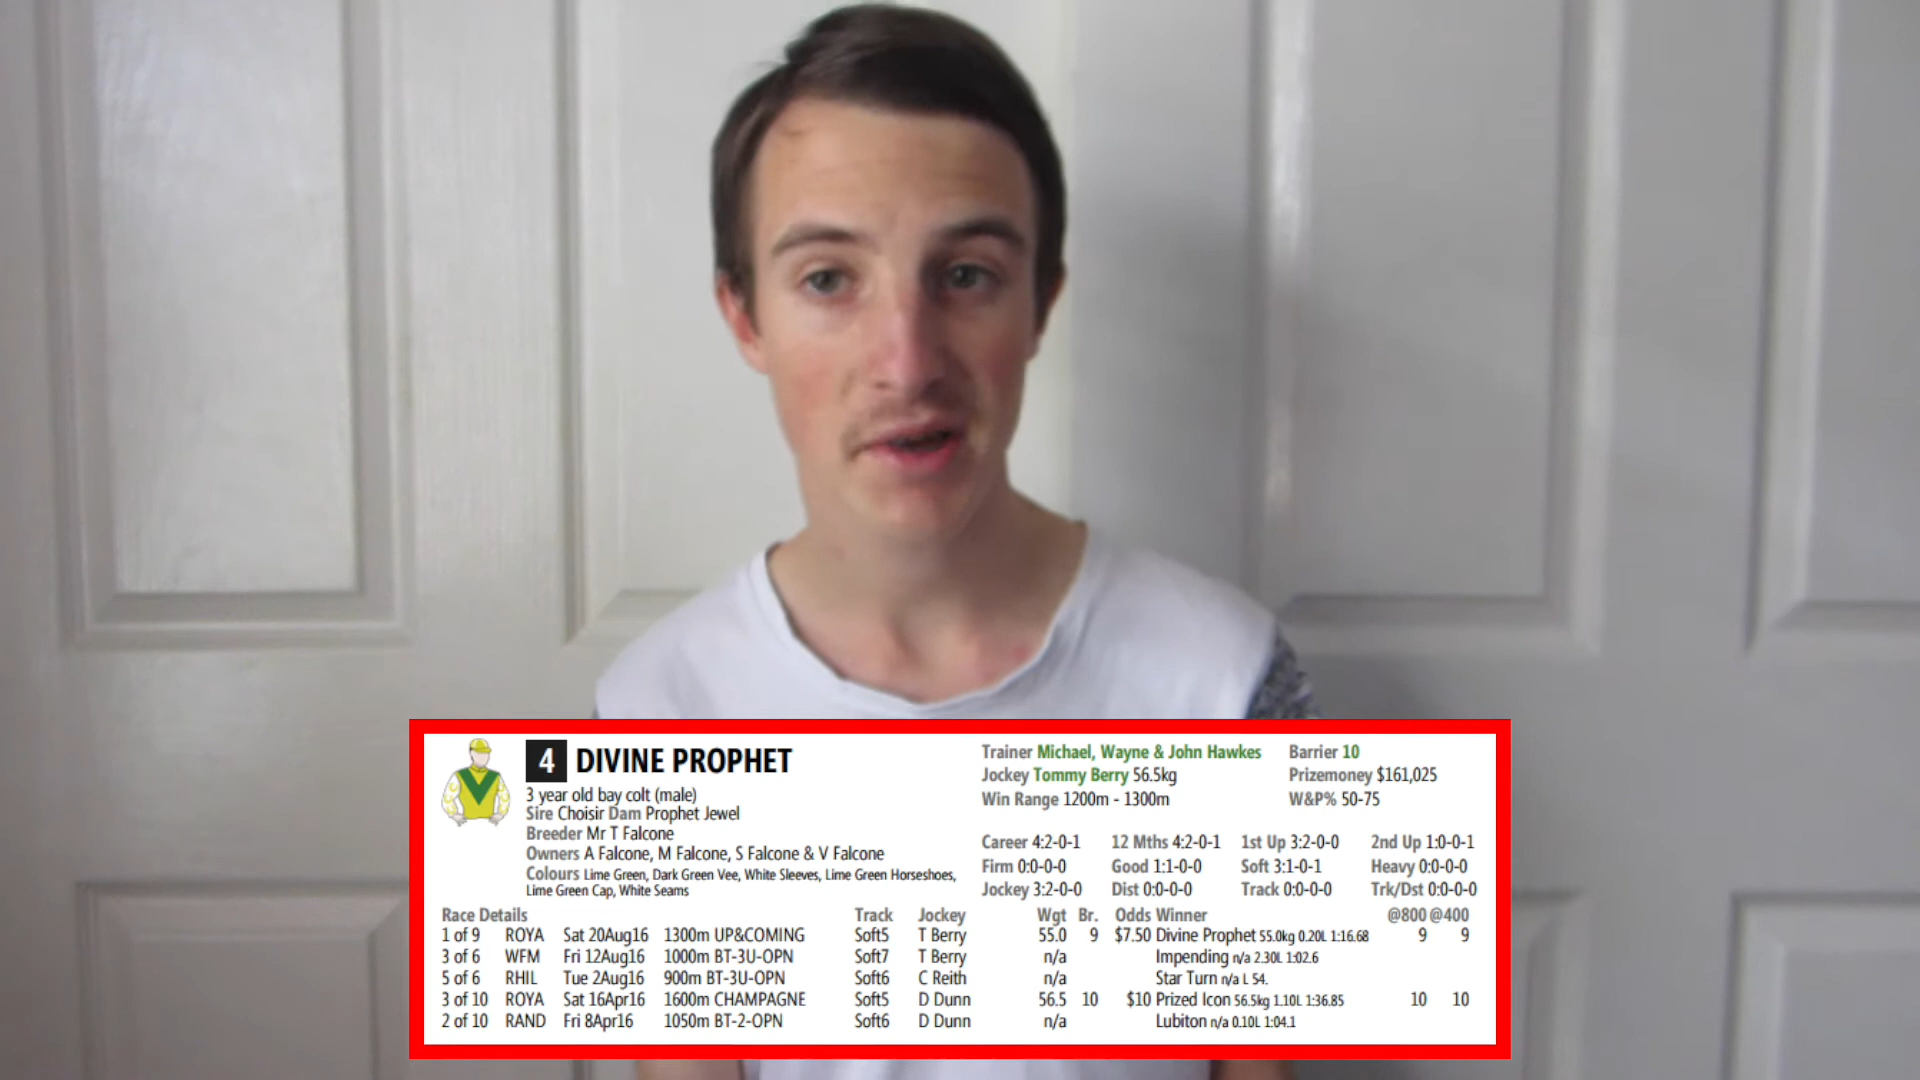 4 DIVINE PROPHET
3 year old bay colt (male)
Sire Choisir Dam Prophet Jewel
Breeder Mr T Falcone
Owners A Falcone, M Falcone, S Falcone & V Falcone
Colours Lime Green, Dark Green Vee, White Sleeves, Lime Green Horseshoes,
Lime Green Cap, White Seams
Trainer Michael, Wayne & John Hawkes Barrier 10
Jockey Tommy Berry 56.5kg Prizemoney $161,025
Win Range 1200m - 1300m W&P% 50-75
Career 4:2-0-1 12 Mths 4:2-0-1 1st Up 3:2-0-0 2nd Up 1:0-0-1
Firm 0:0-0-0 Good 1:1-0-0 Soft 3:1-0-1 Heavy 0:0-0-0
Jockey 3:2-0-0 Dist 0:0-0-0 Track 0:0-0-0 Trk/Dst 0:0-0-0
Race Details Track Jockey Wgt Br. Odds Winner @800 @400
1 of 9 ROYA Sat 20Aug16 1300m UP&COMING Soft5 T Berry 55.0 9 $7.50 Divine Prophet 55.0kg 0.20L 1:16.68 9 9
3 of 6 WFM Fri 12Aug16 1000m BT-3U-OPN Soft7 T Berry n/a Impending n/a 2.30L 1:02.6
5 of 6 RHIL Tue 2Aug16 900m BT-3U-OPN Soft6 C Reith n/a Star Turn n/a L 54.
3 of 10 ROYA Sat 16Apr16 1600m CHAMPAGNE Soft5 D Dunn 56.5 10 $10 Prized Icon 56.5kg 1.10L 1:36.85 10 10
2 of 10 RAND Fri 8Apr16 1050m BT-2-OPN Soft6 D Dunn n/a Lubiton n/a 0.10L 1:04.1